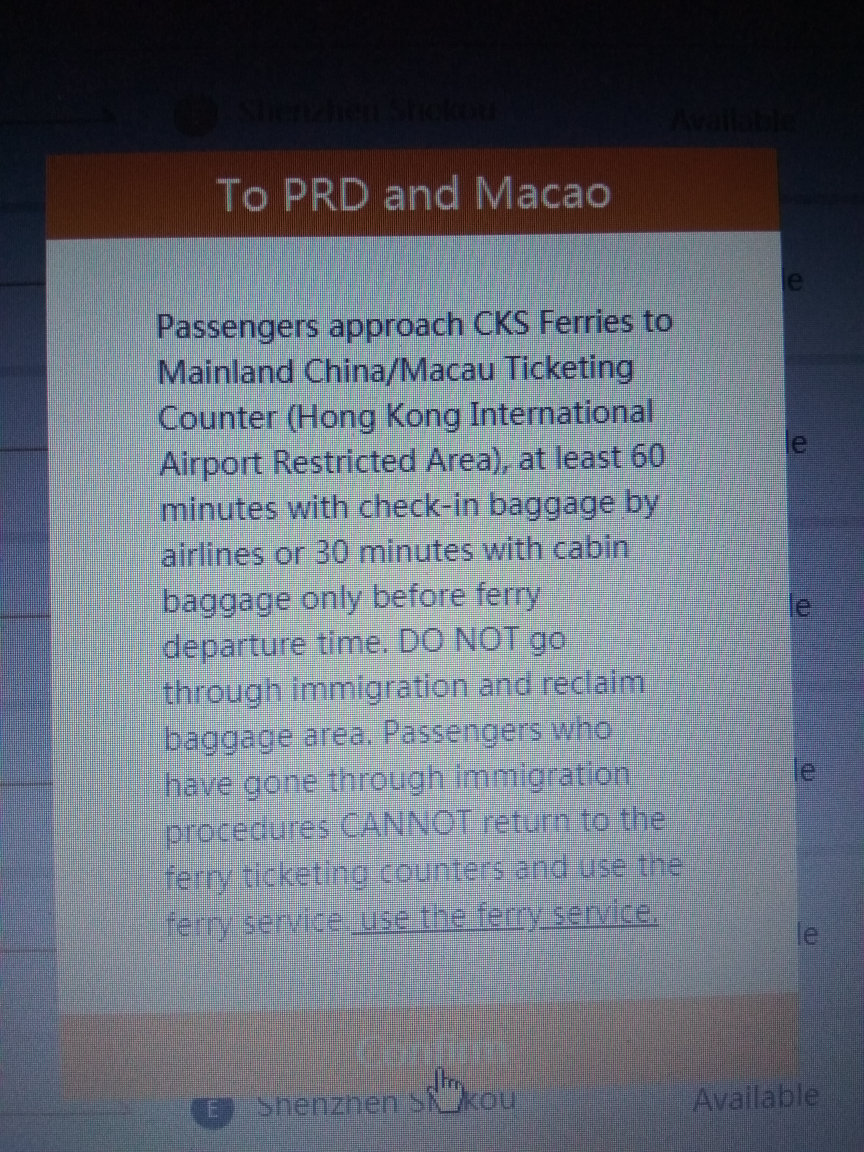 Shenzhen Shekou
Available
To PRD and Macao
le
Passengers approach CKS Ferries to
Mainland China/Macau Ticketing
Counter (Hong Kong International
le
Airport Restricted Area), at least 60
minutes with check-in baggage by
airlines or 30 minutes with cabin
baggage only before ferry
le
departure time. DO NOT go
through immigration and reclaim
baggage area. Passengers who
have gone through immigration
le
procedures CANNOT return to the
ferry ticketing counters and use the
ferry service. use the ferry service.
le
Confirm
E Shenzhen Shekou
Available